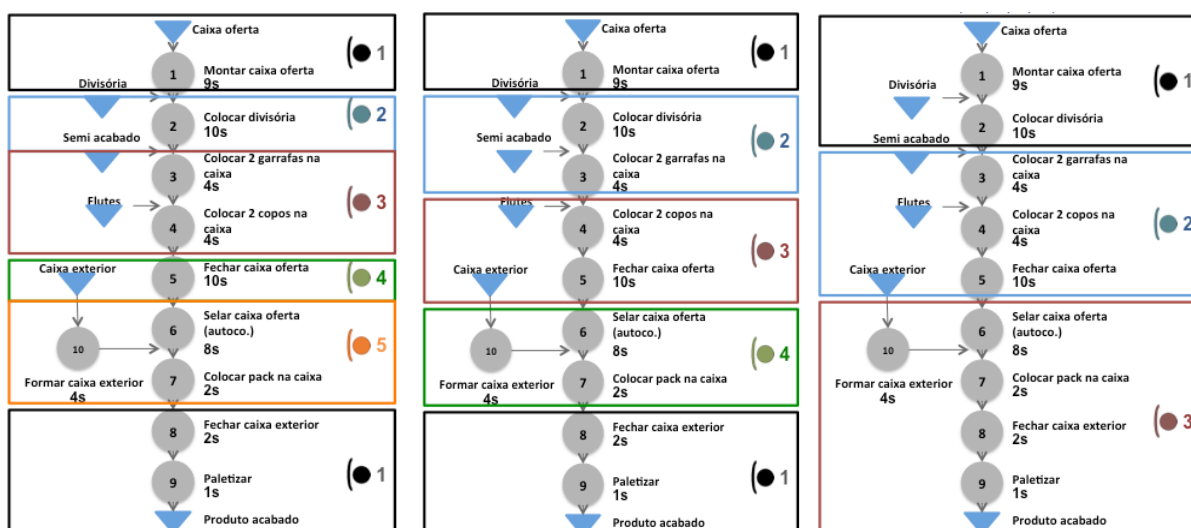 Caixa oferta
1
1
Montar caixa oferta
9s
Divisória
2
2
Colocar divisória
10s
Semi acabado
3
Colocar 2 garrafas na
caixa
4s
3
Flutes
4
Colocar 2 copos na
caixa
4s
Caixa exterior
5
Fechar caixa oferta
10s
4
6
Selar caixa oferta
(autoco.)
8s
5
10
7
Colocar pack na caixa
2s
Formar caixa exterior
4s
8
Fechar caixa exterior
2s
9
Paletizar
1s
1
Produto acabado
Caixa oferta
1
1
Montar caixa oferta
9s
Divisória
2
Colocar divisória
10s
2
Semi acabado
3
Colocar 2 garrafas na
caixa
4s
Flutes
4
Colocar 2 copos na
caixa
4s
3
Caixa exterior
5
Fechar caixa oferta
10s
6
Selar caixa oferta
(autoco.)
8s
4
10
7
Colocar pack na caixa
2s
Formar caixa exterior
4s
8
Fechar caixa exterior
2s
9
Paletizar
1s
1
Produto acabado
Caixa oferta
1
Montar caixa oferta
9s
1
Divisória
2
Colocar divisória
10s
Semi acabado
3
Colocar 2 garrafas na
caixa
4s
Flutes
4
Colocar 2 copos na
caixa
4s
2
Caixa exterior
5
Fechar caixa oferta
10s
6
Selar caixa oferta
(autoco.)
8s
10
7
Colocar pack na caixa
2s
Formar caixa exterior
4s
8
Fechar caixa exterior
2s
3
9
Paletizar
1s
Produto acabado